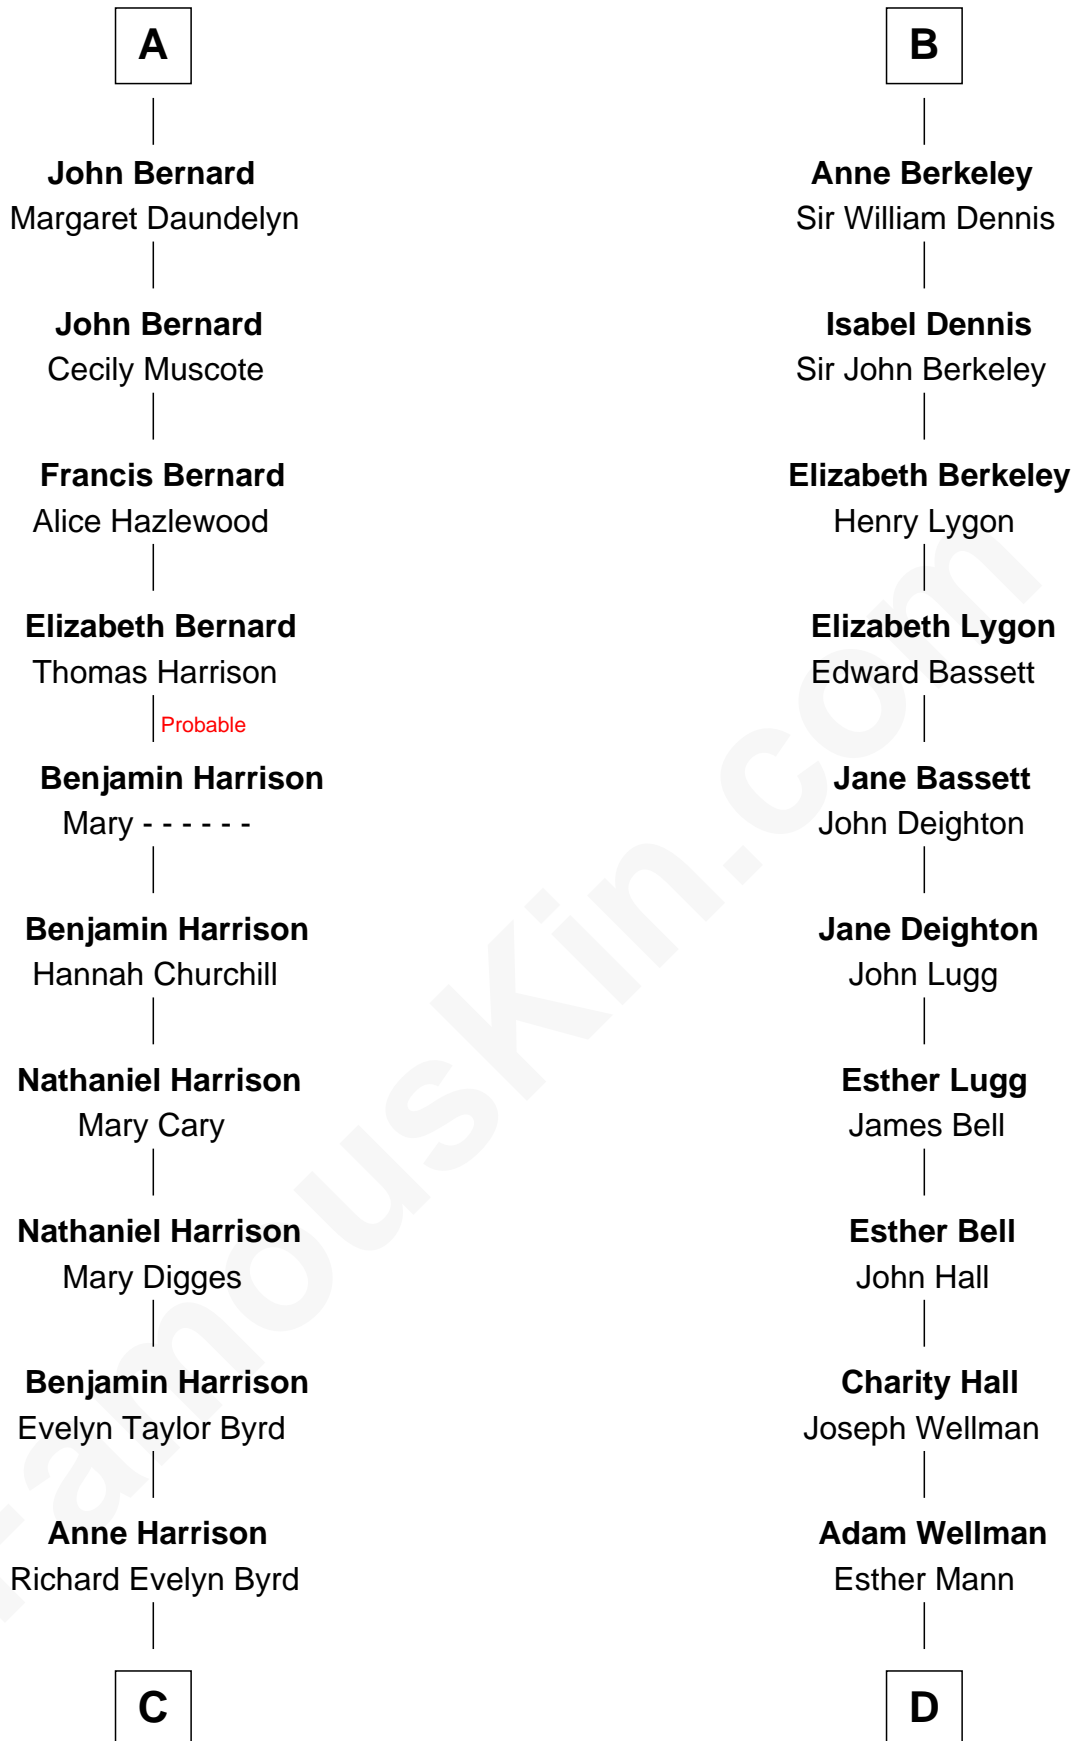 A
John Bernard
Margaret Daundelyn
John Bernard
Cecily Muscote
Francis Bernard
Alice Hazlewood
Elizabeth Bernard
Thomas Harrison
Probable
Benjamin Harrison
Mary - - - - - -
Benjamin Harrison
Hannah Churchill
Nathaniel Harrison
Mary Cary
Nathaniel Harrison
Mary Digges
Benjamin Harrison
Evelyn Taylor Byrd
Anne Harrison
Richard Evelyn Byrd
C
B
Anne Berkeley
Sir William Dennis
Isabel Dennis
Sir John Berkeley
Elizabeth Berkeley
Henry Lygon
Elizabeth Lygon
Edward Bassett
Jane Bassett
John Deighton
Jane Deighton
John Lugg
Esther Lugg
James Bell
Esther Bell
John Hall
Charity Hall
Joseph Wellman
Adam Wellman
Esther Mann
D
FamousKin.com